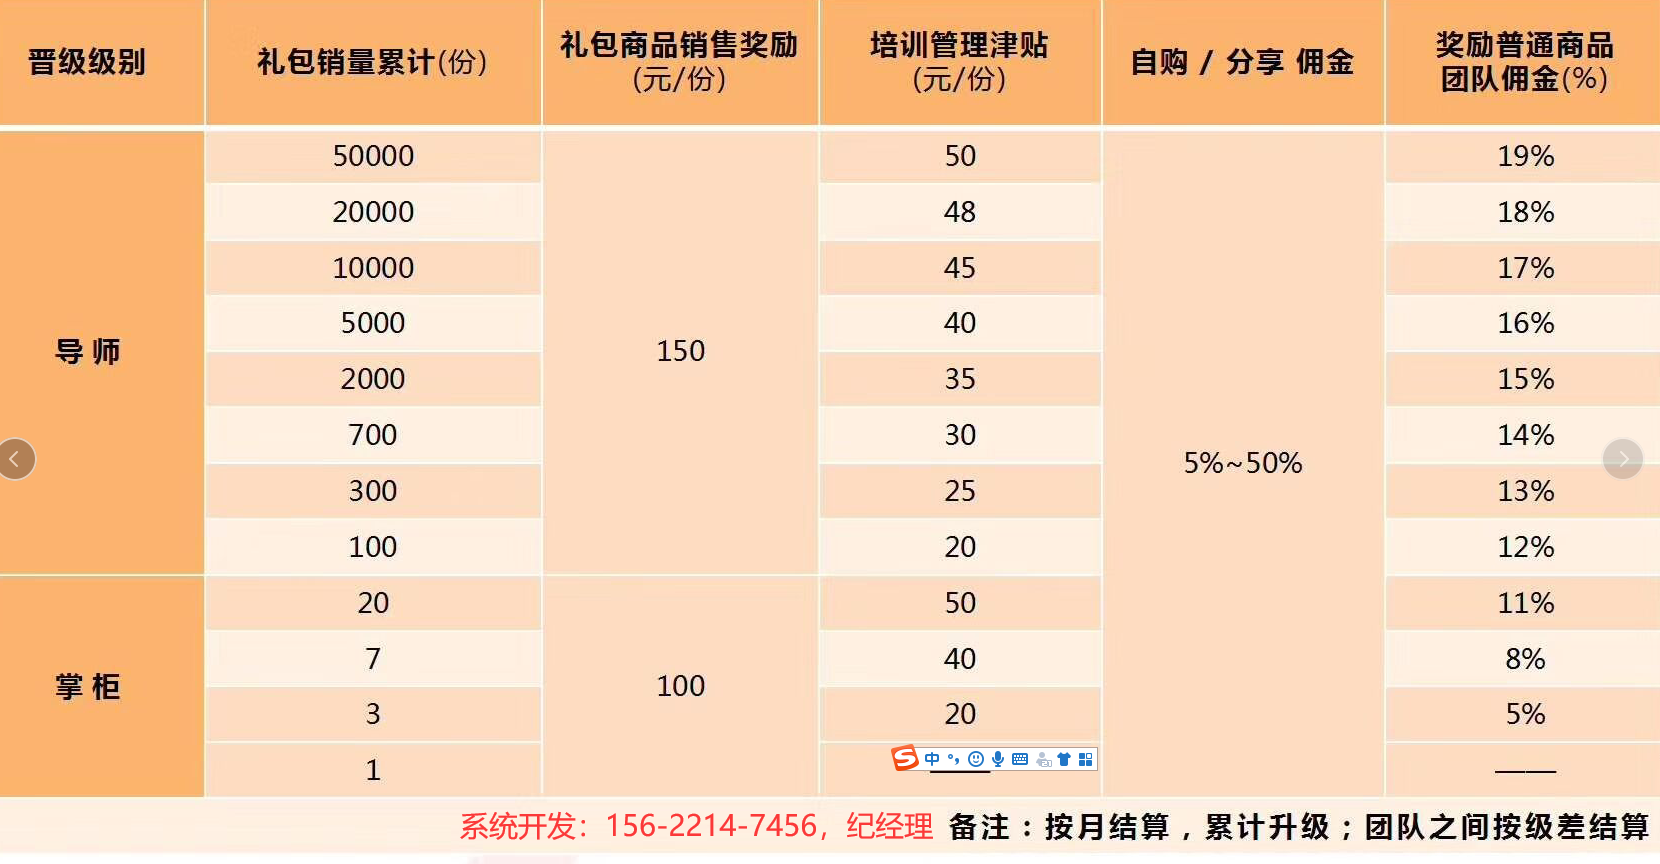 晋级级别 礼包销量累计(份) 礼包商品销售奖励 (元/份) 培训管理津贴 (元/份) 自购 / 分享 佣金 奖励普通商品 团队佣金(%)
50000 50 19%
20000 48 18%
10000 45 17%
5000 40 16%
导师 150
2000 35 15%
700 30 14%
5%~50%
300 25 13%
100 20 12%
20 50 11%
7 40 8%
掌柜 100
3 20 5%
1 —— ——
中
系统开发：156-2214-7456，纪经理 备注：按月结算，累计升级；团队之间按级差结算